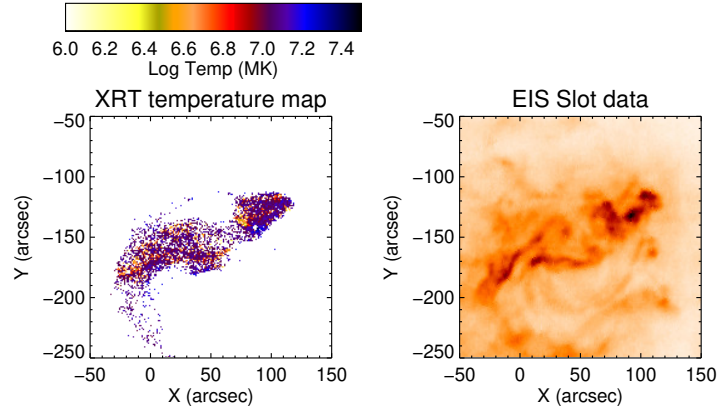 6.0 6.2 6.4 6.6 6.8 7.0 7.2 7.4
Log Temp (MK)
XRT temperature map
EIS Slot data
−50
−100
−150
−200
−250
Y (arcsec)
−50 0 50 100 150
X (arcsec)
−50
−100
−150
−200
−250
Y (arcsec)
−50 0 50 100 150
X (arcsec)